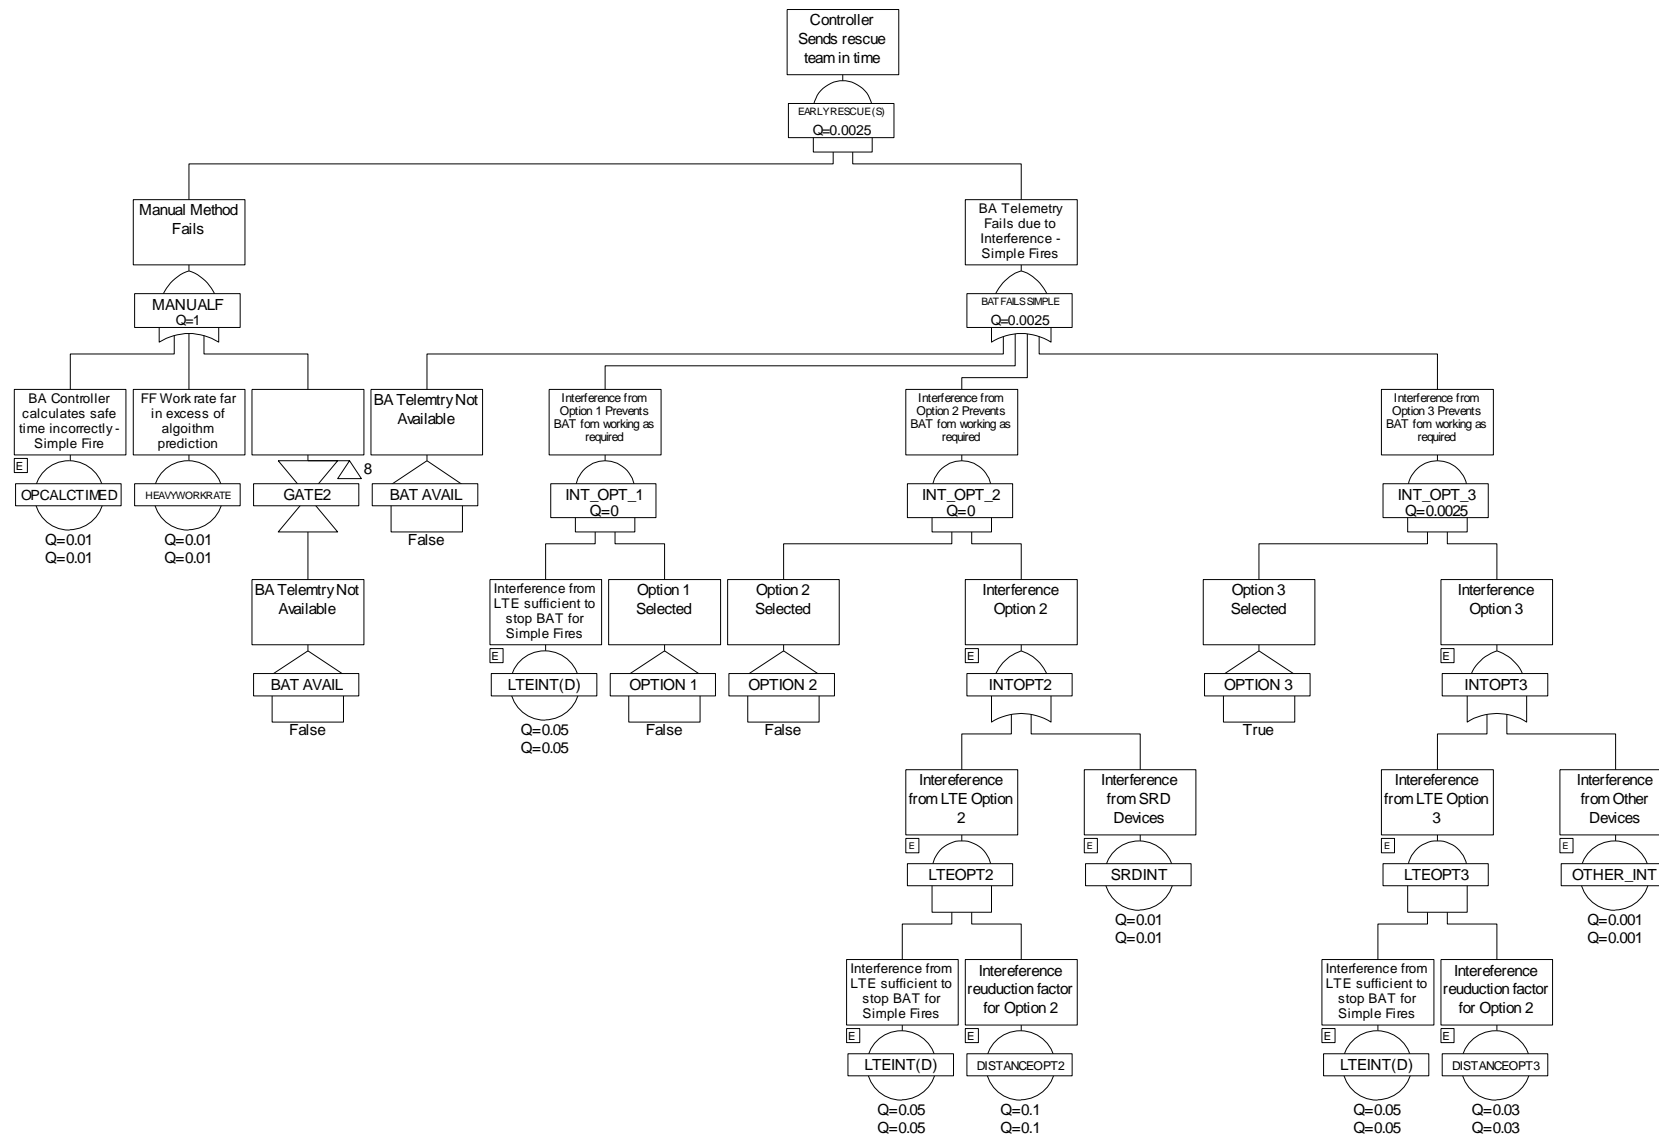 Controller
Sends rescue
team in time
EARLYRESCUE(S)
Q=0.0025
Manual Method
Fails
MANUALF
Q=1
BA Telemetry
Fails due to
Interference -
Simple Fires
BATFAILSSIMPLE
Q=0.0025
BA Controller
calculates safe
time incorrectly -
Simple Fire
E
OPCALCTIMED
Q=0.01
Q=0.01
FF Work rate far
in excess of
algoithm
prediction
HEAVYWORKRATE
Q=0.01
Q=0.01
8
GATE2
BA Telemtry Not
Available
BAT AVAIL
False
BA Telemtry Not
Available
BAT AVAIL
False
Interference from
Option 1 Prevents
BAT fom working as
required
INT_OPT_1
Q=0
Interference from
LTE sufficient to
stop BAT for
Simple Fires
E
LTEINT(D)
Q=0.05
Q=0.05
Option 1
Selected
OPTION 1
False
Interference from
Option 2 Prevents
BAT fom working as
required
INT_OPT_2
Q=0
Option 2
Selected
OPTION 2
False
Interference
Option 2
E
INTOPT2
Intereference
from LTE Option
2
E
LTEOPT2
Interference from
LTE sufficient to
stop BAT for
Simple Fires
E
LTEINT(D)
Q=0.05
Q=0.05
Intereference
reuduction factor
for Option 2
E
DISTANCEOPT2
Q=0.1
Q=0.1
Interference
from SRD
Devices
E
SRDINT
Q=0.01
Q=0.01
Interference from
Option 3 Prevents
BAT fom working as
required
INT_OPT_3
Q=0.0025
Option 3
Selected
OPTION 3
True
Interference
Option 3
E
INTOPT3
Intereference
from LTE Option
3
E
LTEOPT3
Interference from
LTE sufficient to
stop BAT for
Simple Fires
E
LTEINT(D)
Q=0.05
Q=0.05
Intereference
reuduction factor
for Option 2
E
DISTANCEOPT3
Q=0.03
Q=0.03
Interference
from Other
Devices
E
OTHER_INT
Q=0.001
Q=0.001